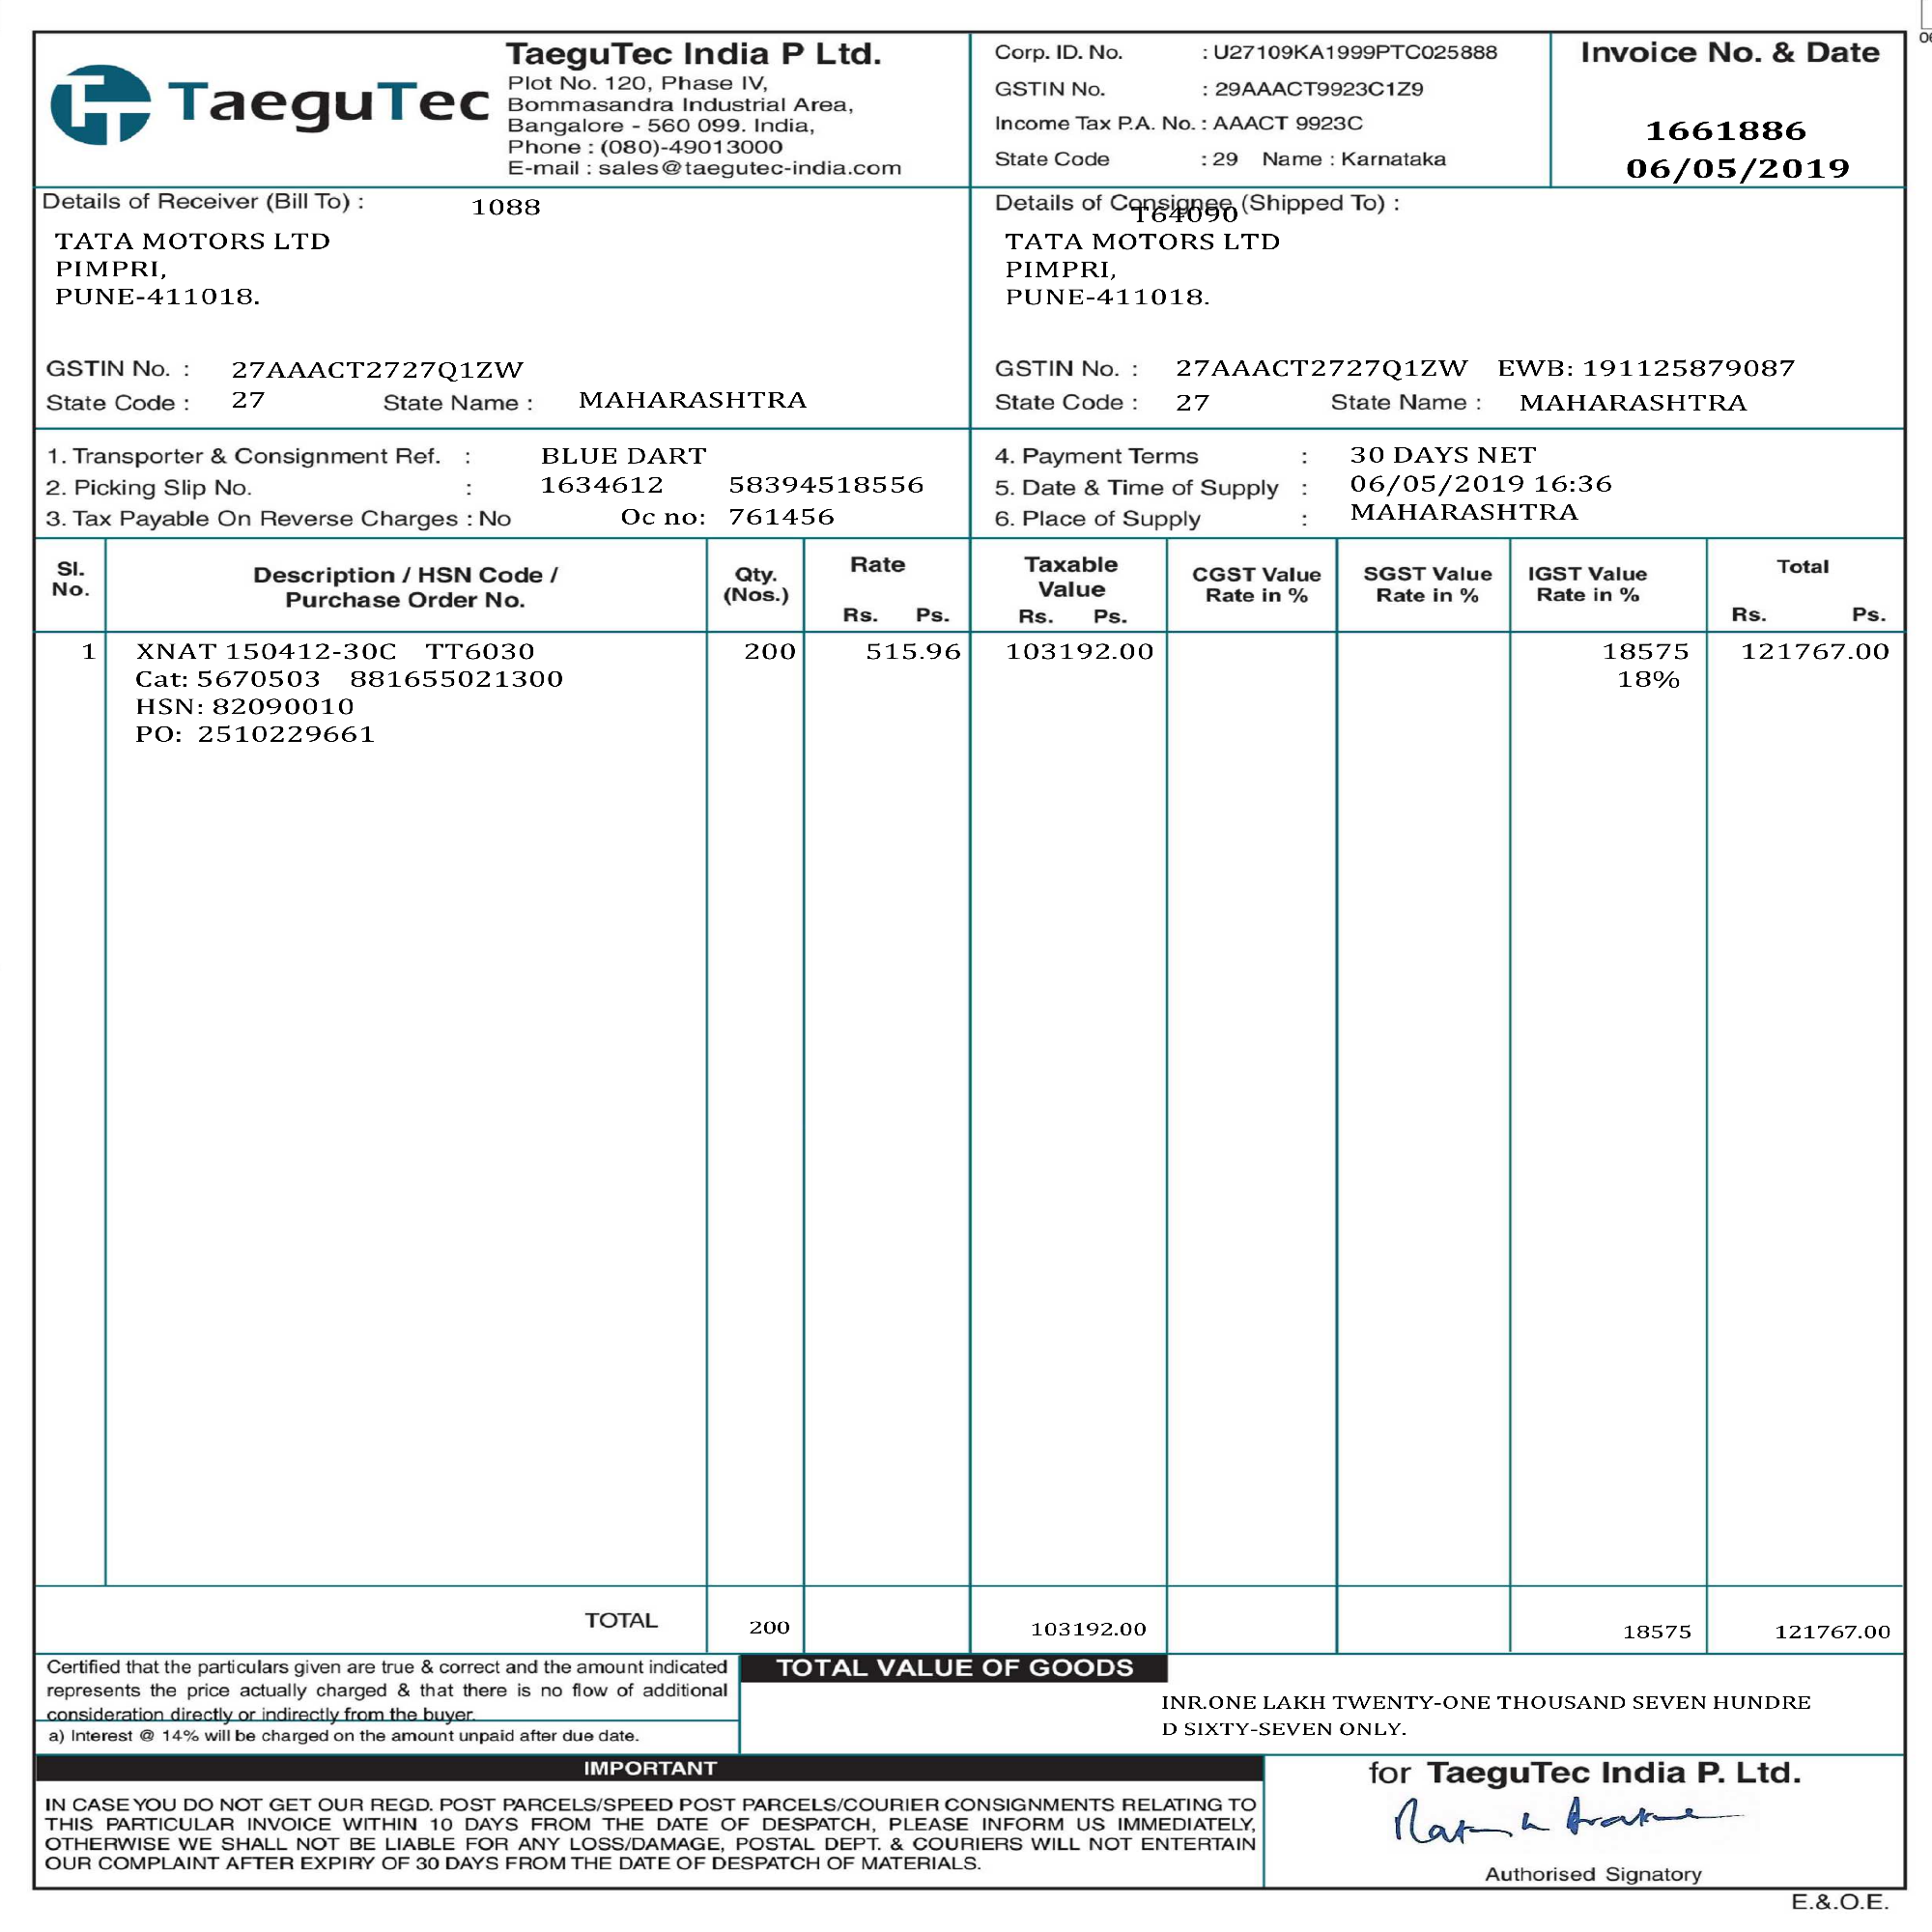 TaeguTec
TaeguTec India P Ltd.
Plot No. 120, Phase IV,
Bommasandra Industrial Area,
Bangalore - 560 099. India,
Phone : (080)-49013000
E-mail : sales@taegutec-india.com
Corp. ID. No. : U27109KA1999PTC025888
GSTIN No. : 29AAACT9923C1Z9
Income Tax P.A. No. : AAACT 9923C
State Code : 29 Name : Karnataka
Invoice No. & Date
1661886
06/05/2019
Details of Receiver (Bill To) : 1088
TATA MOTORS LTD
PIMPRI,
PUNE-411018.
GSTIN No. : 27AAACT2727Q1ZW
State Code : 27 State Name : MAHARASHTRA
Details of Consignee (Shipped To) :
T64090
TATA MOTORS LTD
PIMPRI,
PUNE-411018.
GSTIN No. : 27AAACT2727Q1ZW EWB: 191125879087
State Code : 27 State Name : MAHARASHTRA
1. Transporter & Consignment Ref. : BLUE DART
2. Picking Slip No. : 1634612 58394518556
3. Tax Payable On Reverse Charges : No Oc no: 761456
4. Payment Terms : 30 DAYS NET
5. Date & Time of Supply : 06/05/2019 16:36
6. Place of Supply : MAHARASHTRA
Sl. No.
Description / HSN Code / Purchase Order No.
Qty. (Nos.)
Rate Rs. Ps.
Taxable Value Rs. Ps.
CGST Value Rate in %
SGST Value Rate in %
IGST Value Rate in %
Total Rs. Ps.
1 XNAT 150412-30C TT6030 200 515.96 103192.00 18575 121767.00
Cat: 5670503 881655021300 18%
HSN: 82090010
PO: 2510229661
TOTAL 200 103192.00 18575 121767.00
Certified that the particulars given are true & correct and the amount indicated
represents the price actually charged & that there is no flow of additional
consideration directly or indirectly from the buyer.
a) Interest @ 14% will be charged on the amount unpaid after due date.
TOTAL VALUE OF GOODS
INR.ONE LAKH TWENTY-ONE THOUSAND SEVEN HUNDRE
D SIXTY-SEVEN ONLY.
IMPORTANT
IN CASE YOU DO NOT GET OUR REGD. POST PARCELS/SPEED POST PARCELS/COURIER CONSIGNMENTS RELATING TO
THIS PARTICULAR INVOICE WITHIN 10 DAYS FROM THE DATE OF DESPATCH, PLEASE INFORM US IMMEDIATELY,
OTHERWISE WE SHALL NOT BE LIABLE FOR ANY LOSS/DAMAGE, POSTAL DEPT. & COURIERS WILL NOT ENTERTAIN
OUR COMPLAINT AFTER EXPIRY OF 30 DAYS FROM THE DATE OF DESPATCH OF MATERIALS.
for TaeguTec India P. Ltd.
Authorised Signatory
E.&.O.E.